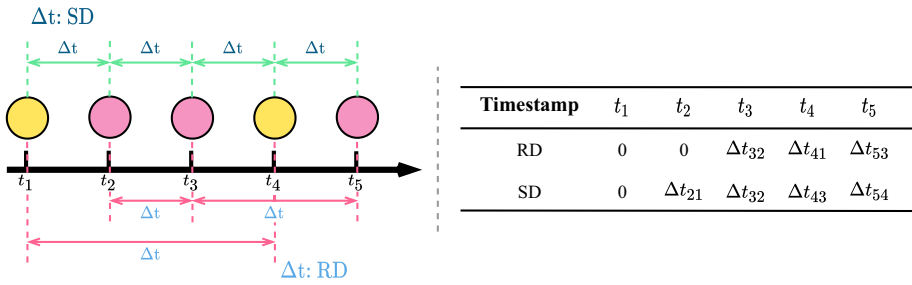 Δt: SD
Δt Δt Δt Δt
t₁ t₂ t₃ t₄ t₅
Δt Δt
Δt
Δt: RD
Timestamp t₁ t₂ t₃ t₄ t₅
RD 0 0 Δt₃₂ Δt₄₁ Δt₅₃
SD 0 Δt₂₁ Δt₃₂ Δt₄₃ Δt₅₄